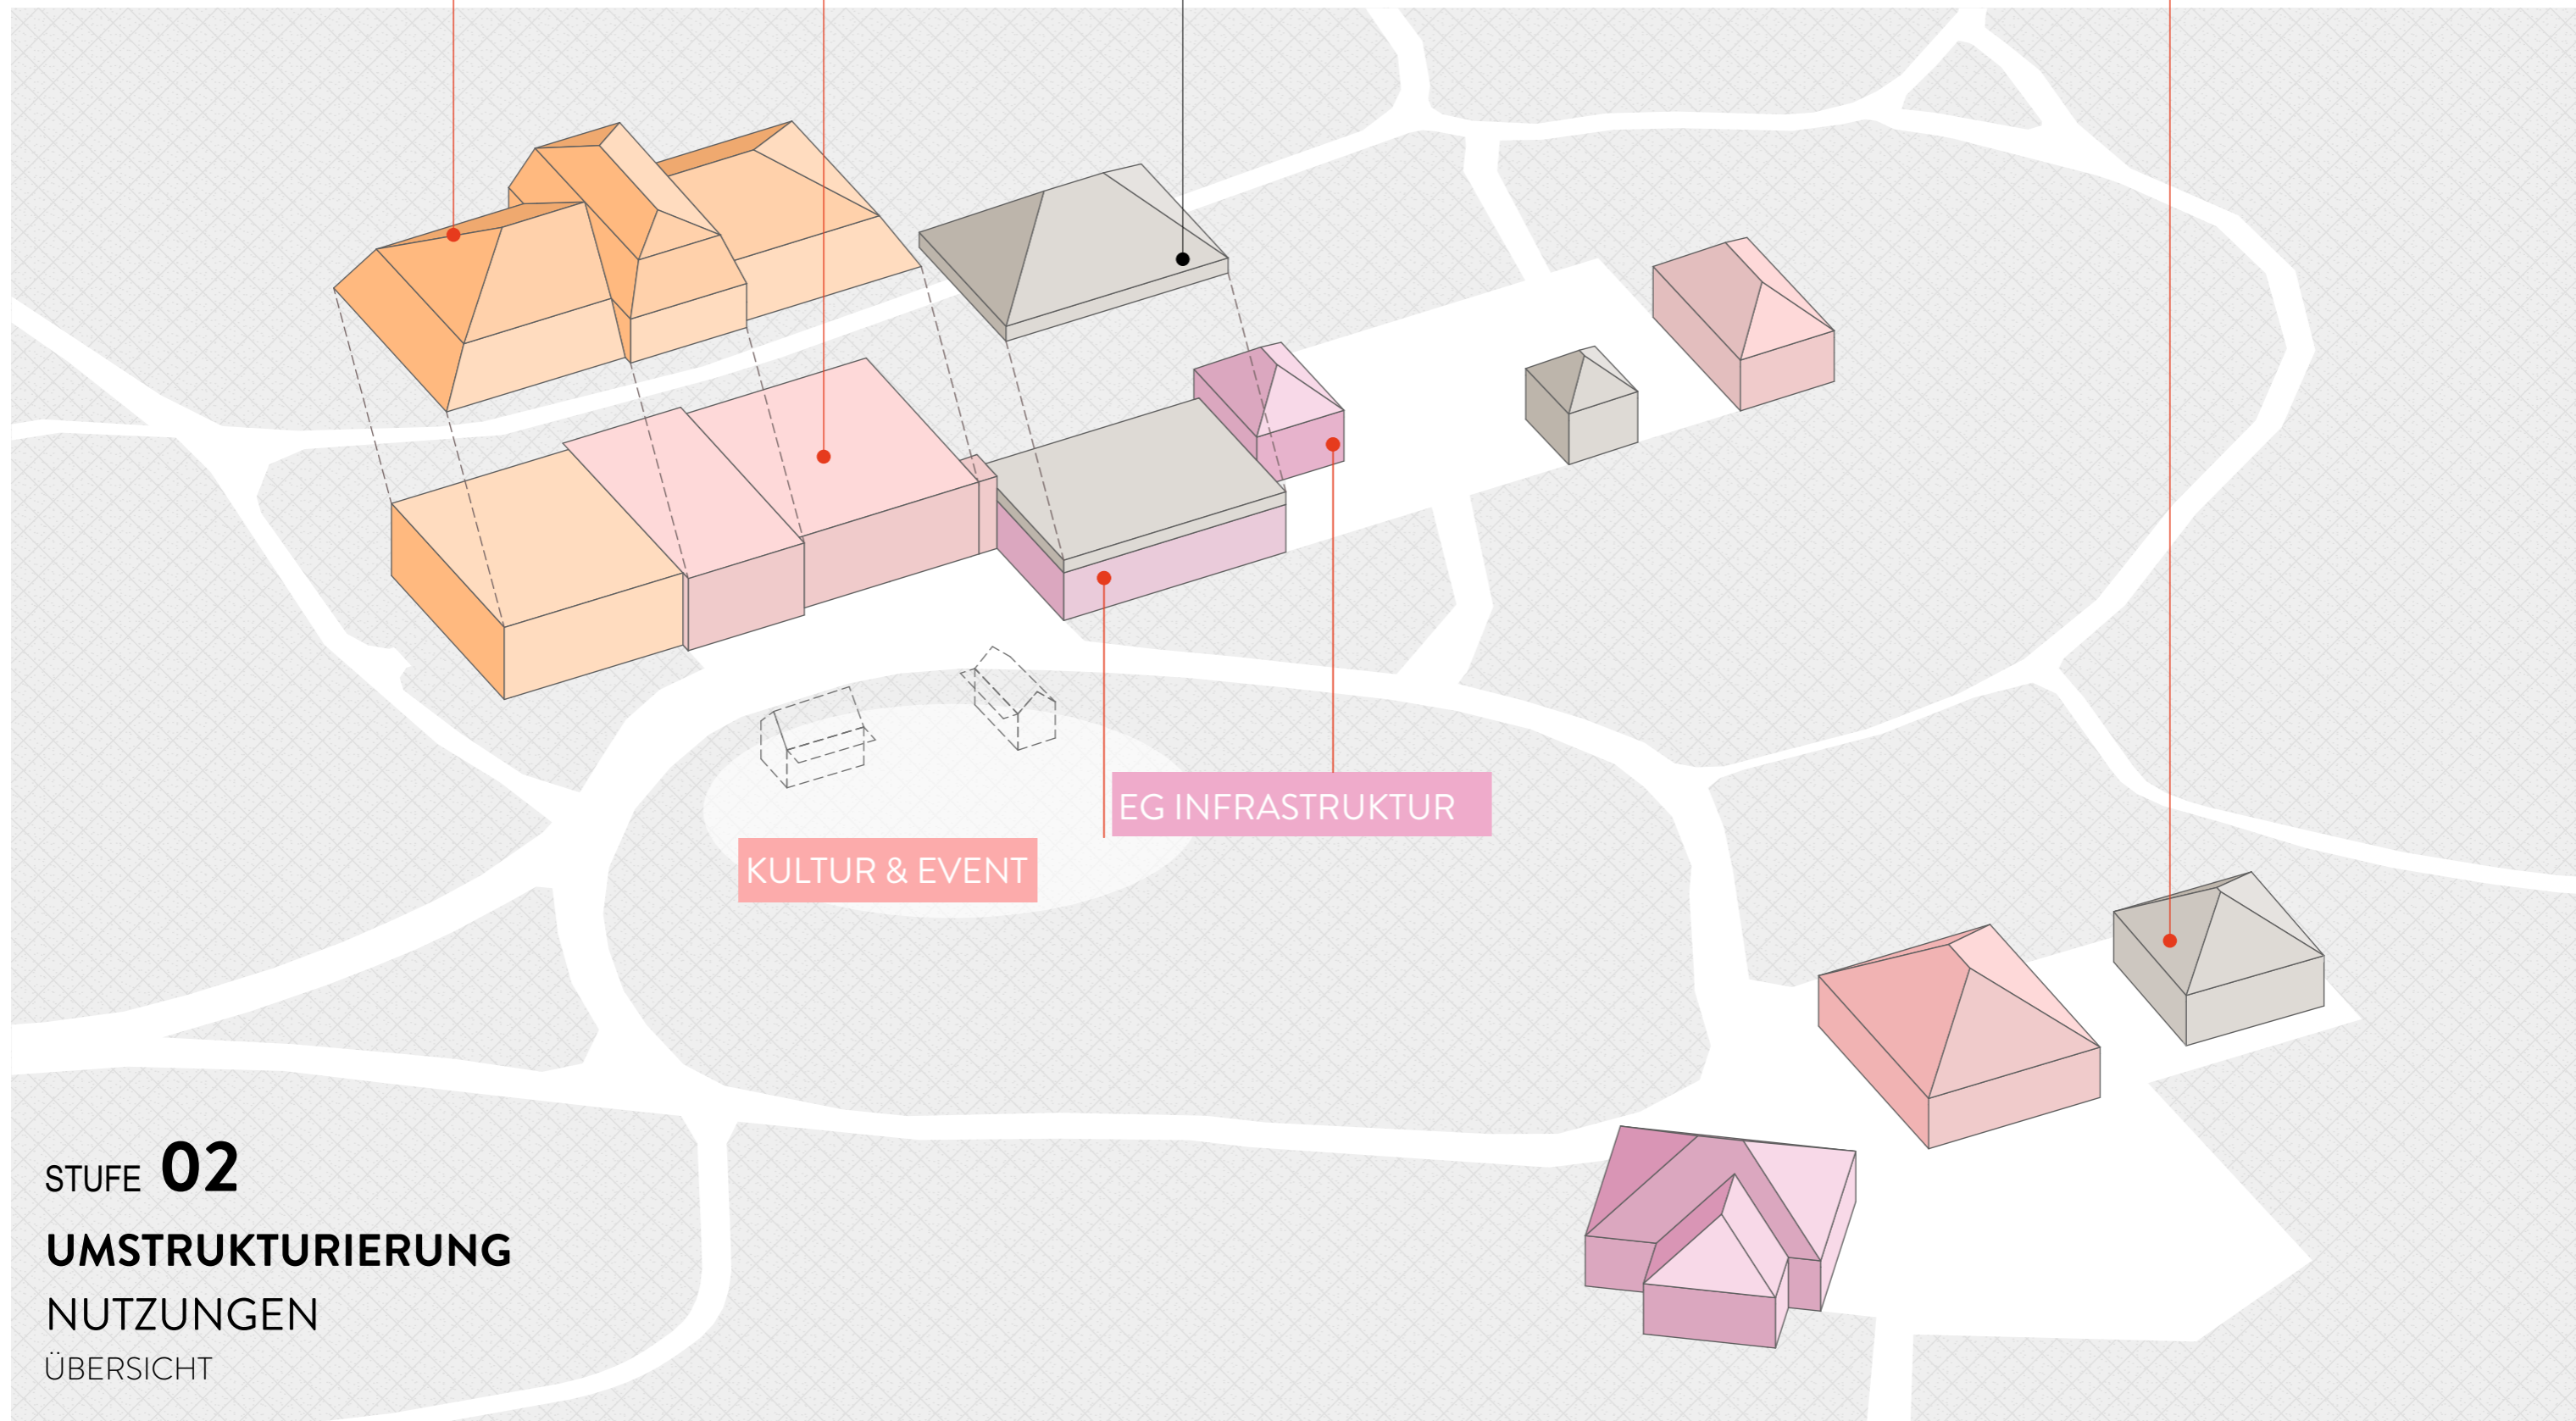 EG INFRASTRUKTUR
KULTUR & EVENT
STUFE 02
UMSTRUKTURIERUNG
NUTZUNGEN
ÜBERSICHT